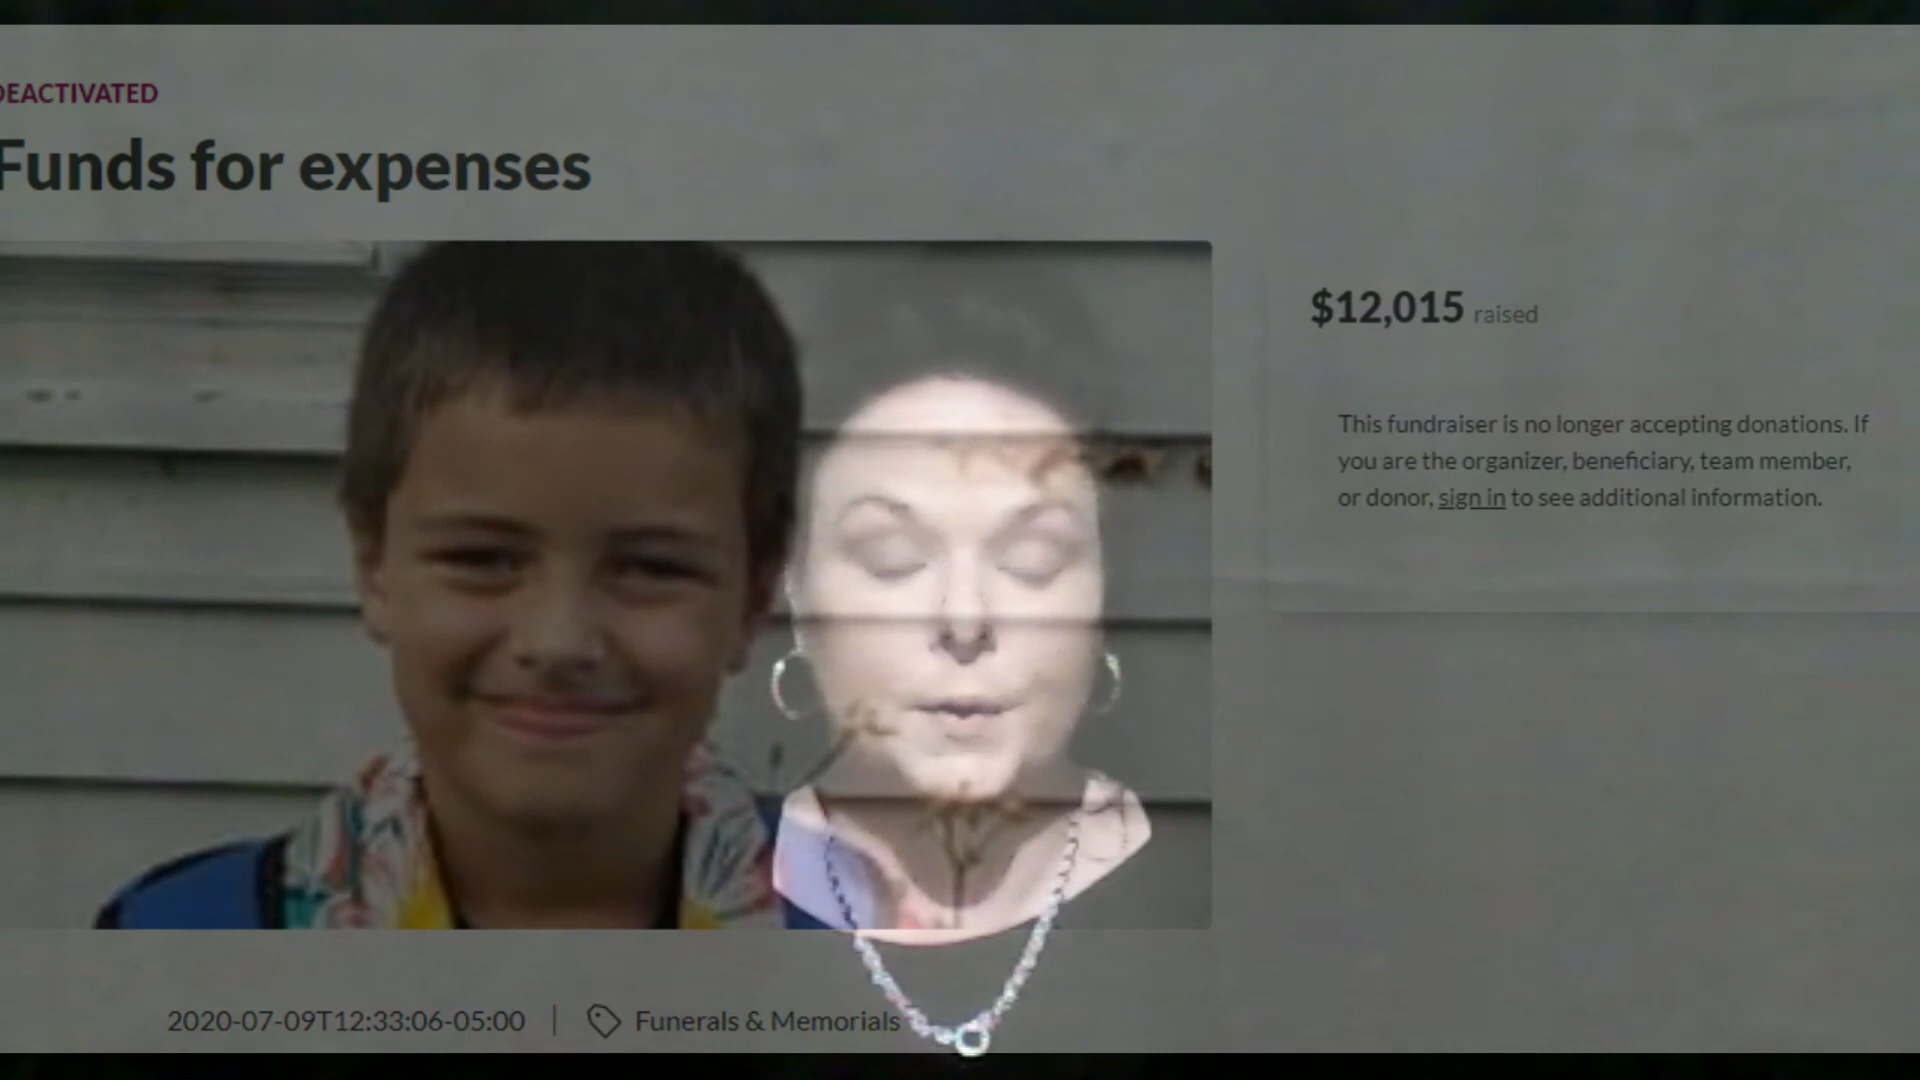 DEACTIVATED
Funds for expenses
$12,015 raised
This fundraiser is no longer accepting donations. If
you are the organizer, beneficiary, team member,
or donor, sign in to see additional information.
2020-07-09T12:33:06-05:00 | Funerals & Memorials